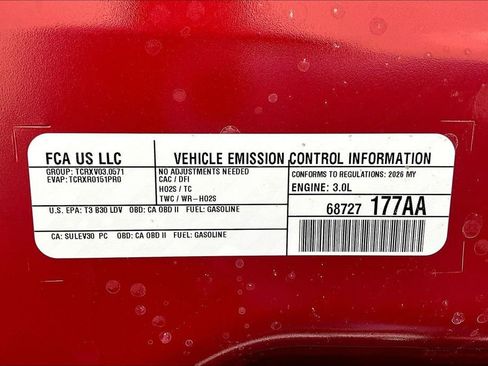 FCA US LLC
VEHICLE EMISSION CONTROL INFORMATION
GROUP: TCRXV03.0571
EVAP: TCRXR0151PR0
NO ADJUSTMENTS NEEDED
CAC / DFI
HO2S / TC
TWC / WR-HO2S
CONFORMS TO REGULATIONS: 2026 MY
ENGINE: 3.0L
U.S. EPA: T3 B30 LDV OBD: CA OBD II FUEL: GASOLINE
68727 177AA
CA: SULEV30 PC OBD: CA OBD II FUEL: GASOLINE